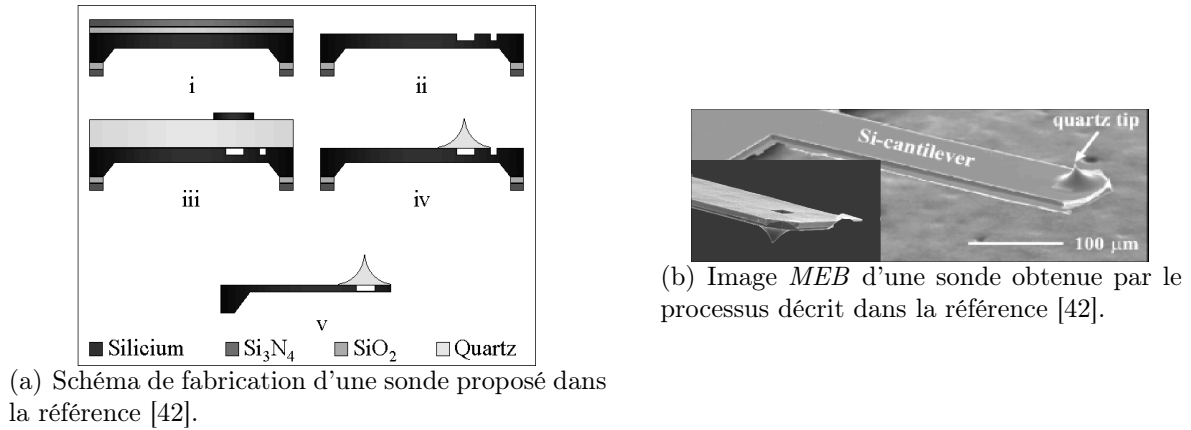 i
ii
iii
iv
v
Silicium
Si₃N₄
SiO₂
Quartz
(a) Schéma de fabrication d'une sonde proposé dans
la référence [42].
quartz tip
Si-cantilever
100 μm
(b) Image MEB d'une sonde obtenue par le
processus décrit dans la référence [42].